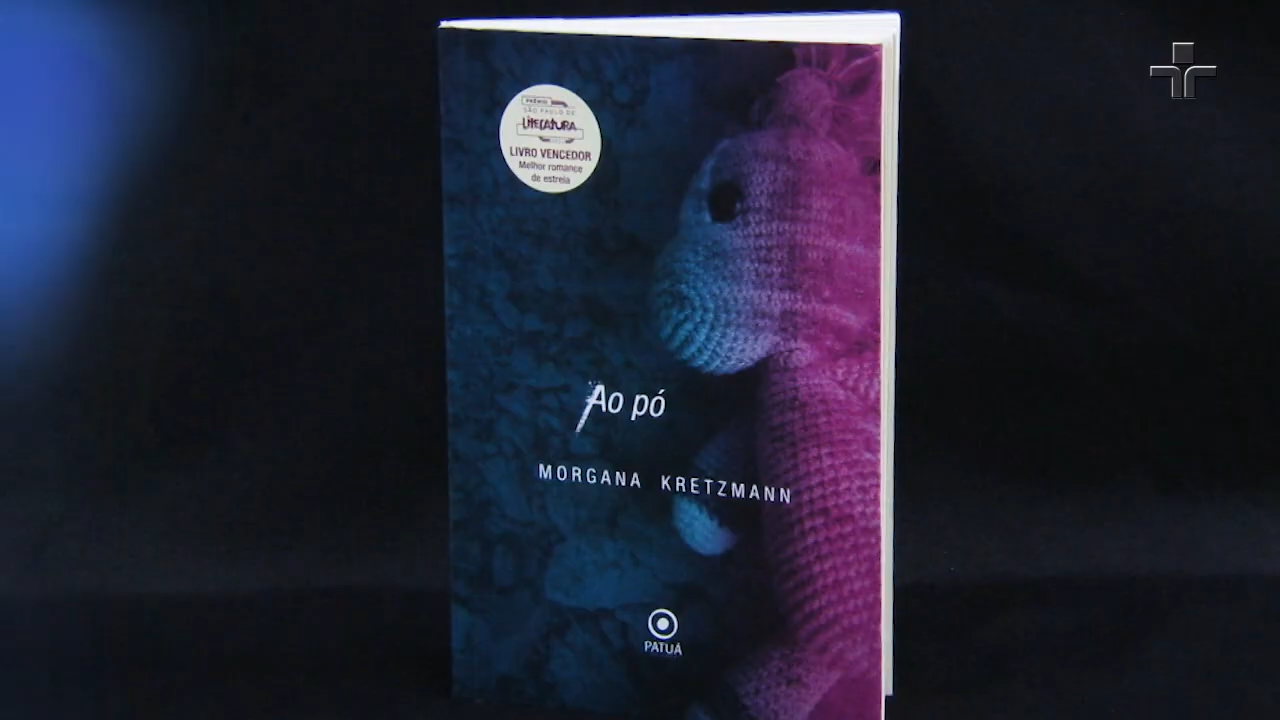 PRÊMIO
SÃO PAULO DE
LITERATURA
LIVRO VENCEDOR
Melhor romance
de estreia
Ao pó
MORGANA KRETZMANN
PATUÁ